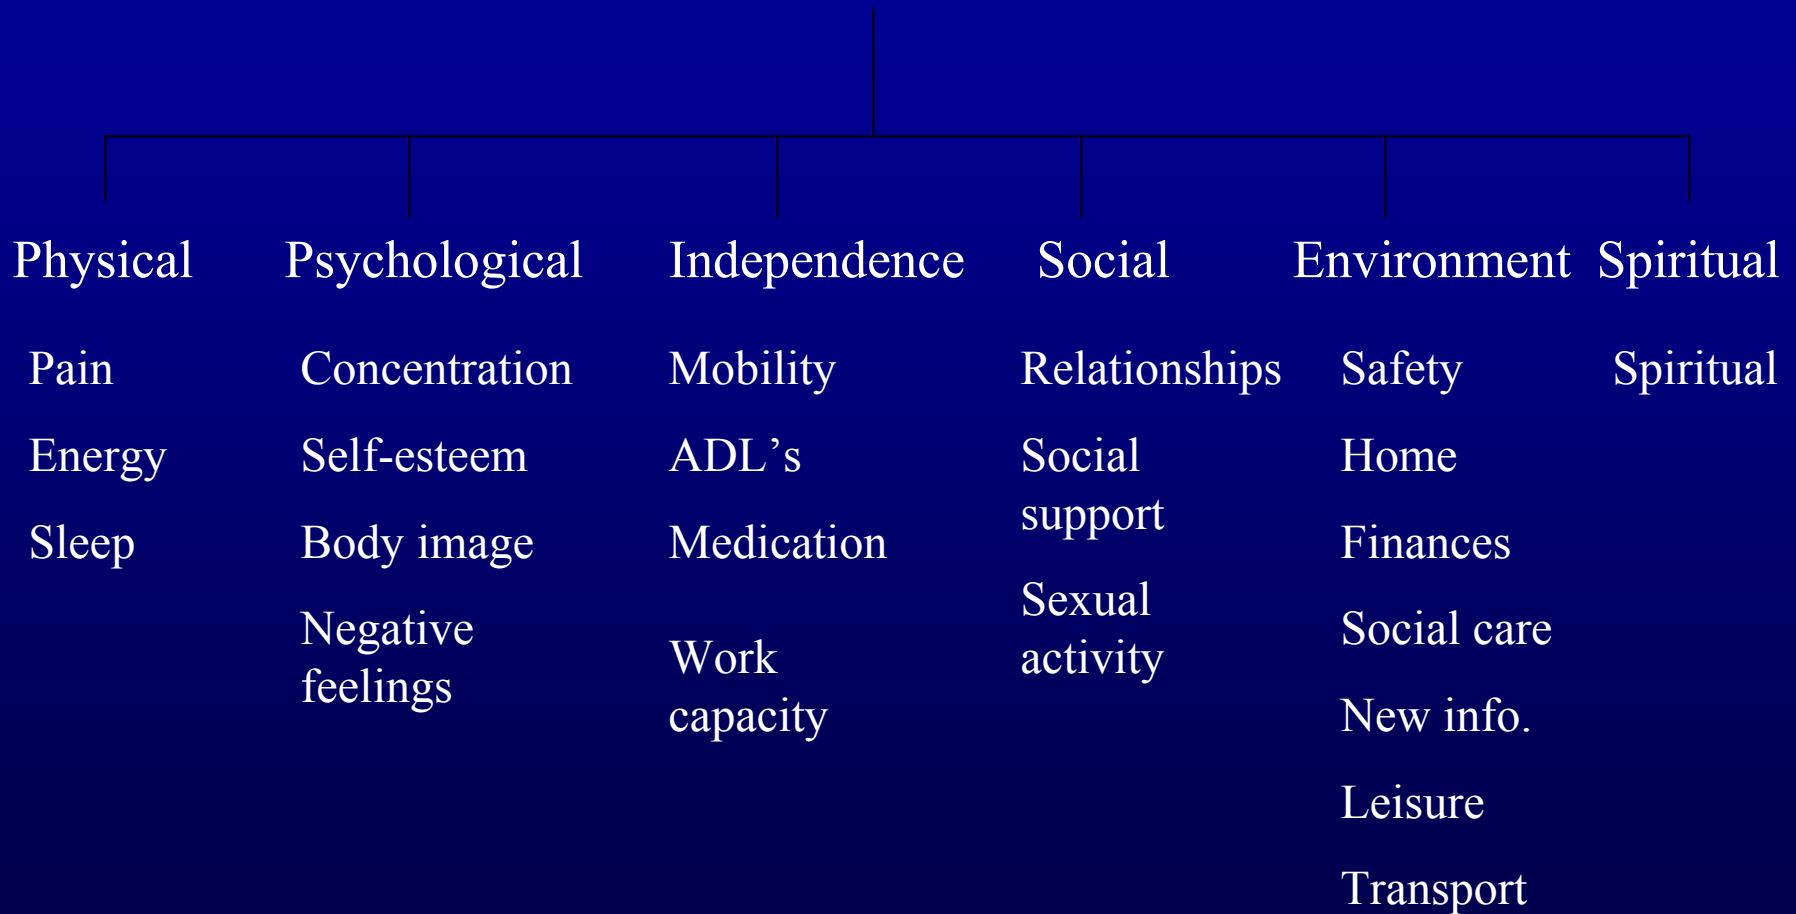 Physical
Psychological
Independence
Social
Environment
Spiritual
Pain
Energy
Sleep
Concentration
Self-esteem
Body image
Negative
feelings
Mobility
ADL’s
Medication
Work
capacity
Relationships
Social
support
Sexual
activity
Safety
Home
Finances
Social care
New info.
Leisure
Transport
Spiritual